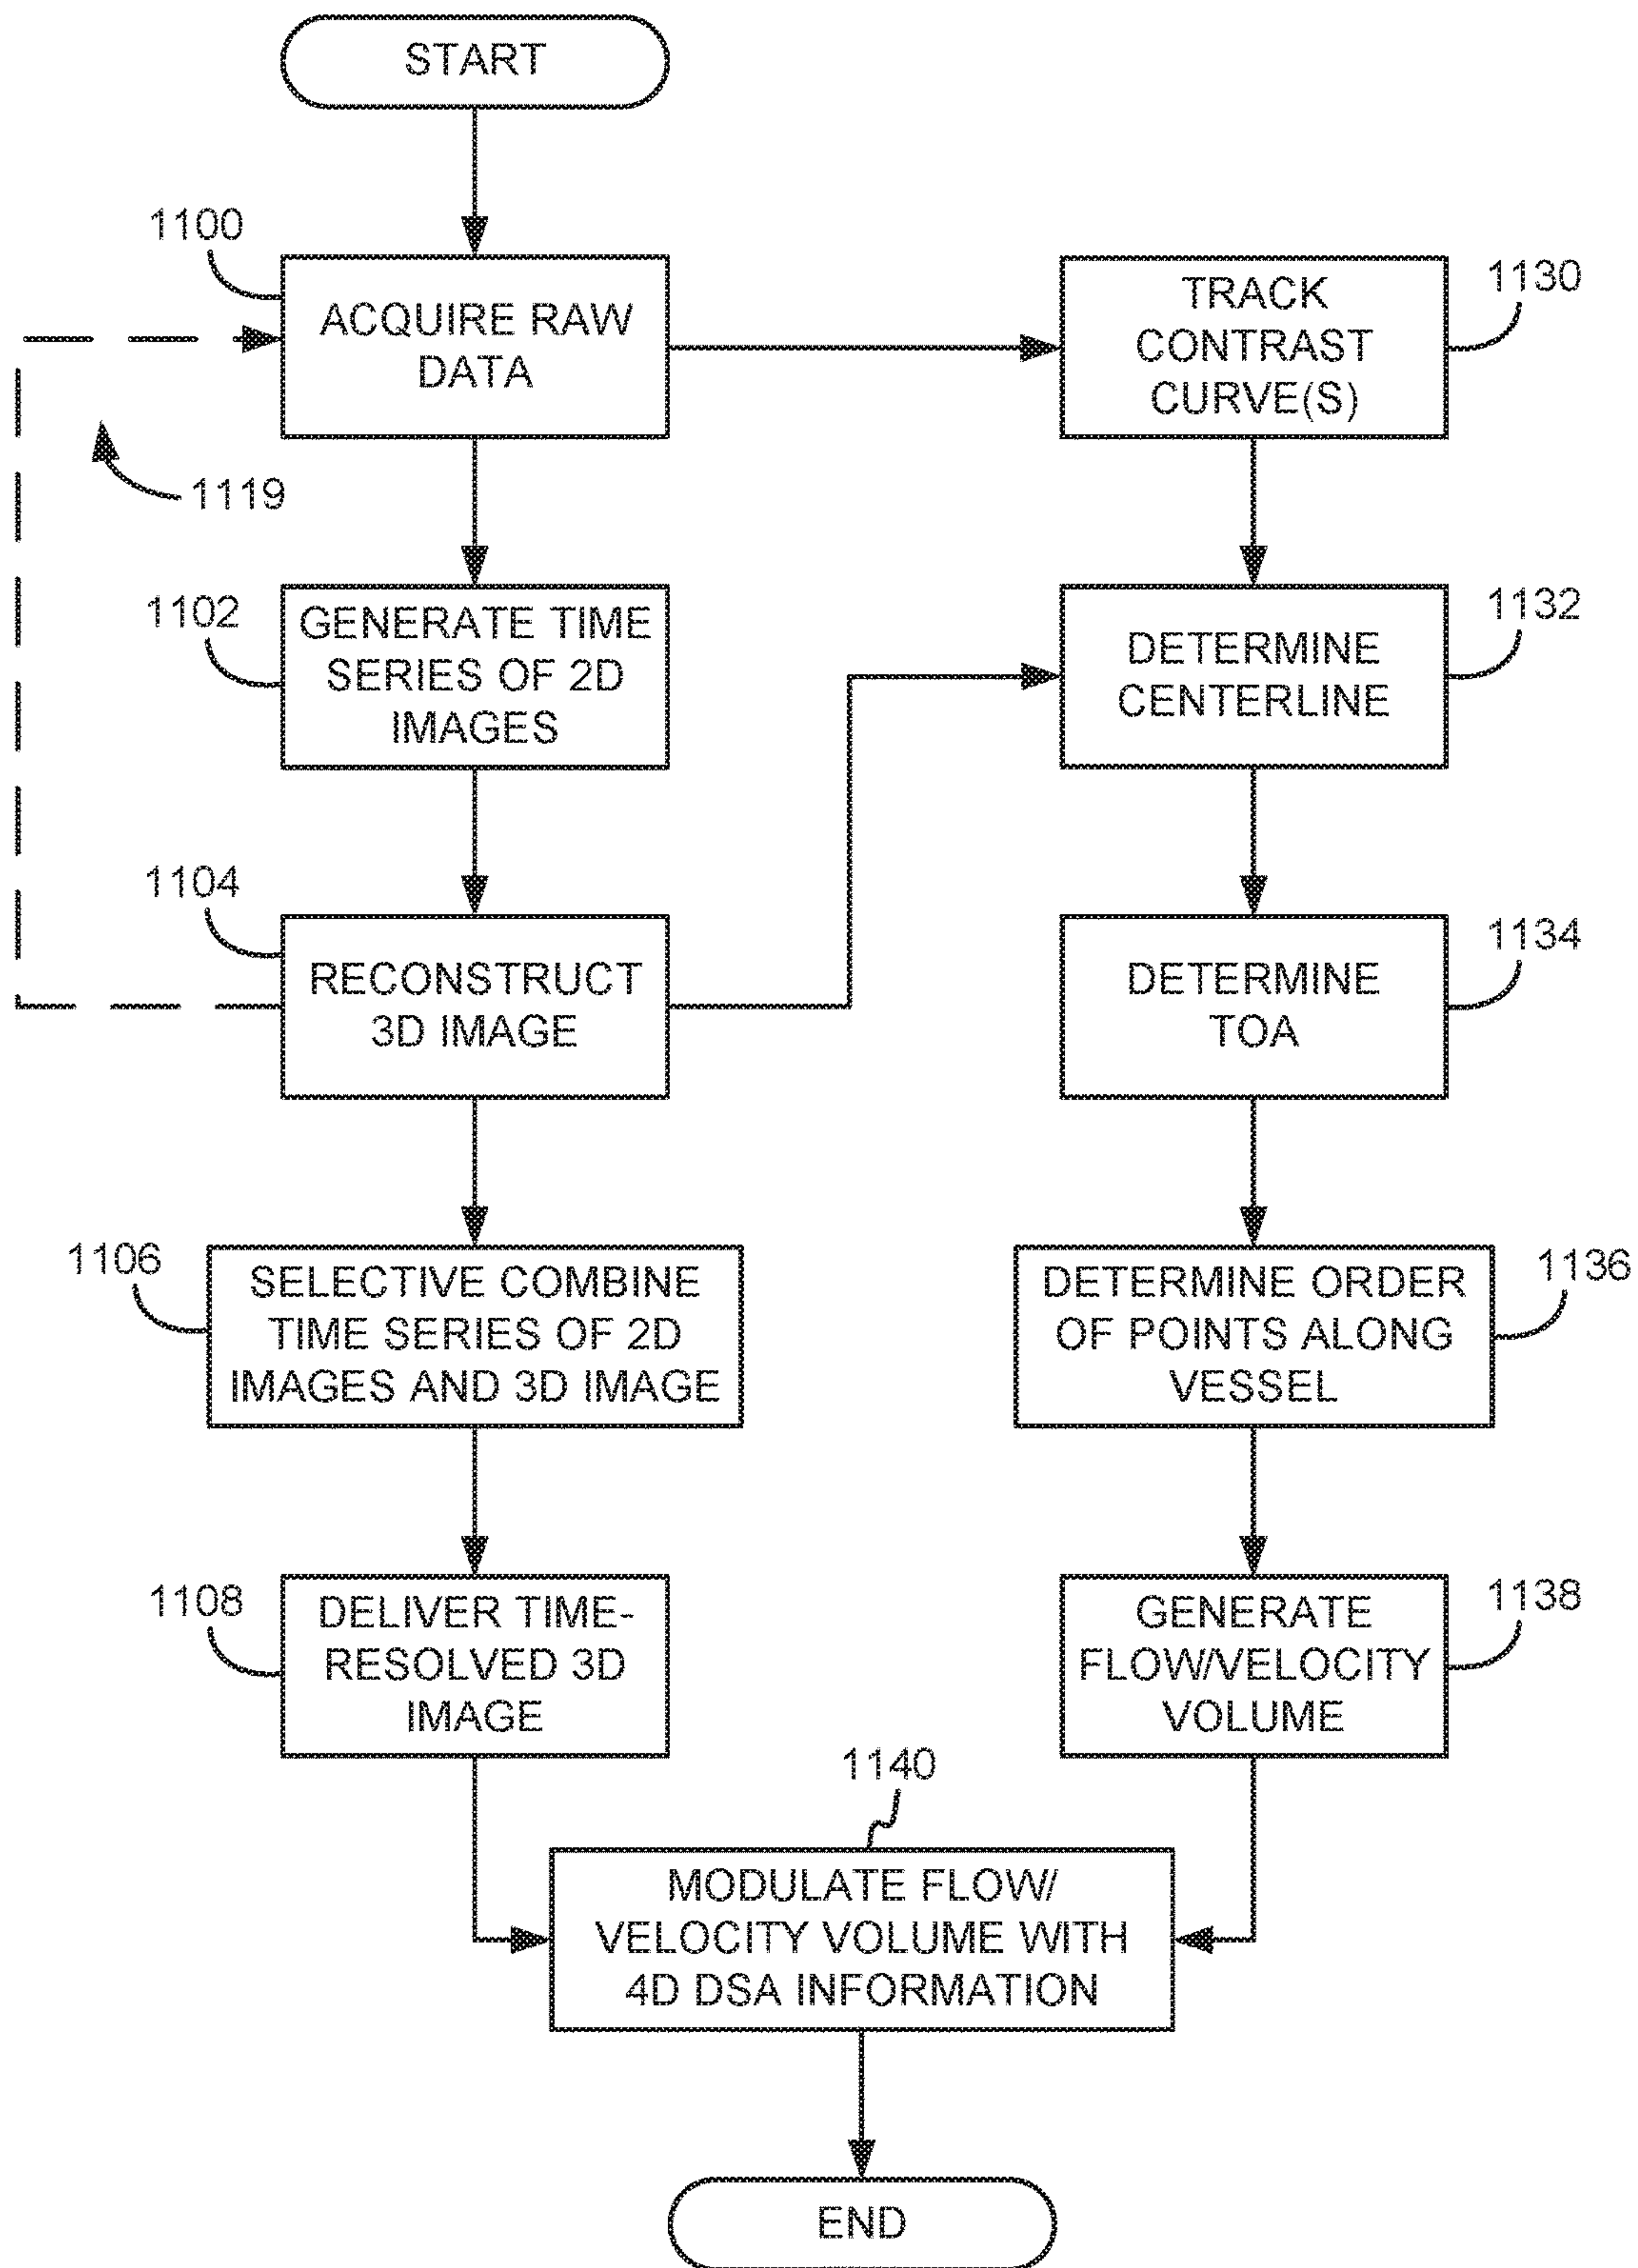 START
1100
ACQUIRE RAW
DATA
1119
1102
GENERATE TIME
SERIES OF 2D
IMAGES
1104
RECONSTRUCT
3D IMAGE
1106
SELECTIVE COMBINE
TIME SERIES OF 2D
IMAGES AND 3D IMAGE
1108
DELIVER TIME-
RESOLVED 3D
IMAGE
1130
TRACK
CONTRAST
CURVE(S)
1132
DETERMINE
CENTERLINE
1134
DETERMINE
TOA
1136
DETERMINE ORDER
OF POINTS ALONG
VESSEL
1138
GENERATE
FLOW/VELOCITY
VOLUME
1140
MODULATE FLOW/
VELOCITY VOLUME WITH
4D DSA INFORMATION
END